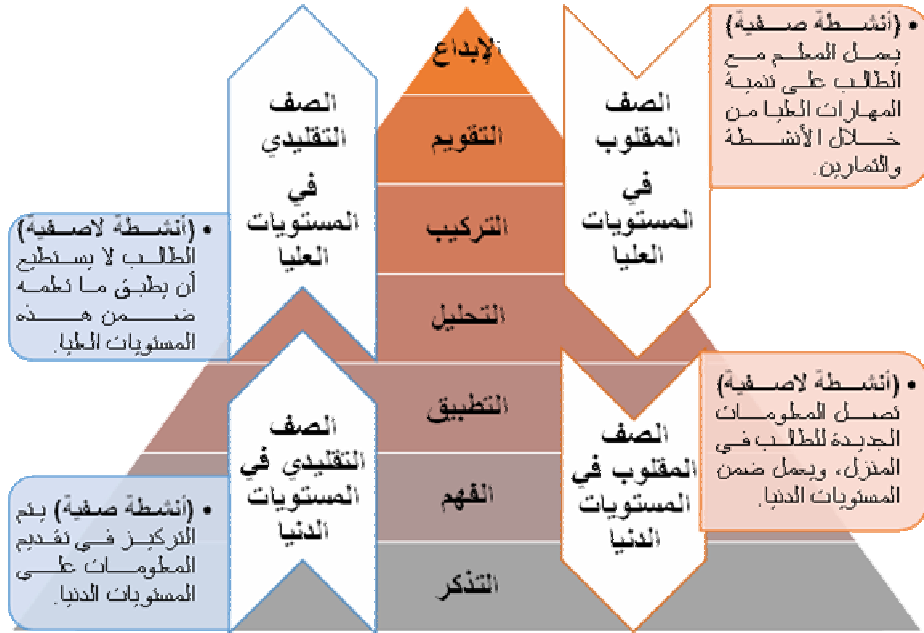 • (أنشطة صفية)
يعمل المعلم مع
الطالب على تنمية
المهارات العليا من
خلال الأنشطة
والتمارين.
الصف
المقلوب
في
المستويات
العليا
الإبداع
التقويم
التركيب
التحليل
التطبيق
الفهم
التذكر
الصف
التقليدي
في
المستويات
العليا
• (أنشطة لاصفية)
الطالب لا يستطيع
أن يطبق ما تعلمه
ضمن هذه
المستويات العليا.
• (أنشطة لاصفية)
تصل المعلومات
الجديدة للطالب في
المنزل، ويعمل ضمن
المستويات الدنيا.
الصف
المقلوب في
المستويات
الدنيا
الصف
التقليدي في
المستويات
الدنيا
• (أنشطة صفية) يتم
التركيز في تقديم
المعلومات على
المستويات الدنيا.